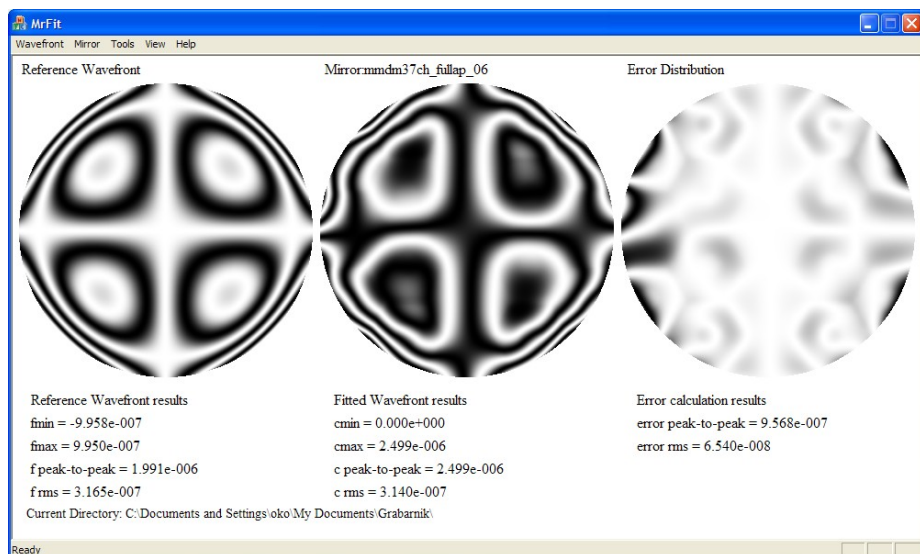 MrFit
Wavefront Mirror Tools View Help
Reference Wavefront
Mirror:mmdm37ch_fullap_06
Error Distribution
Reference Wavefront results
fmin = -9.958e-007
fmax = 9.950e-007
f peak-to-peak = 1.991e-006
f rms = 3.165e-007
Fitted Wavefront results
cmin = 0.000e+000
cmax = 2.499e-006
c peak-to-peak = 2.499e-006
c rms = 3.140e-007
Error calculation results
error peak-to-peak = 9.568e-007
error rms = 6.540e-008
Current Directory: C:\Documents and Settings\oko\My Documents\Grabarnik\
Ready